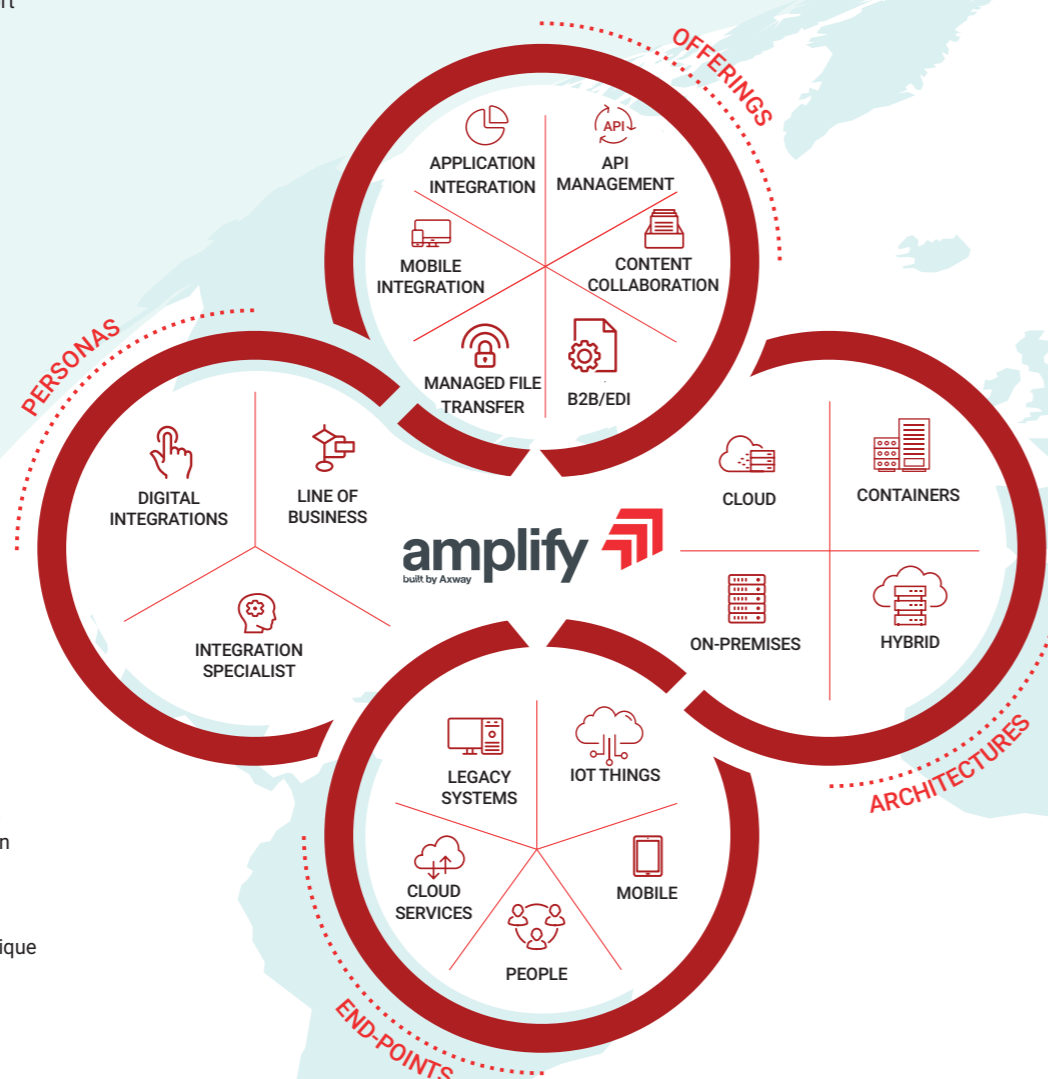 rt
OFFERINGS
APPLICATION
INTEGRATION
API
API
MANAGEMENT
MOBILE
INTEGRATION
CONTENT
COLLABORATION
MANAGED FILE
TRANSFER
B2B/EDI
PERSONAS
DIGITAL
INTEGRATIONS
LINE OF
BUSINESS
INTEGRATION
SPECIALIST
amplify
built by Axway
CLOUD
CONTAINERS
ON-PREMISES
HYBRID
ARCHITECTURES
LEGACY
SYSTEMS
IOT THINGS
CLOUD
SERVICES
MOBILE
PEOPLE
END-POINTS
n
ique